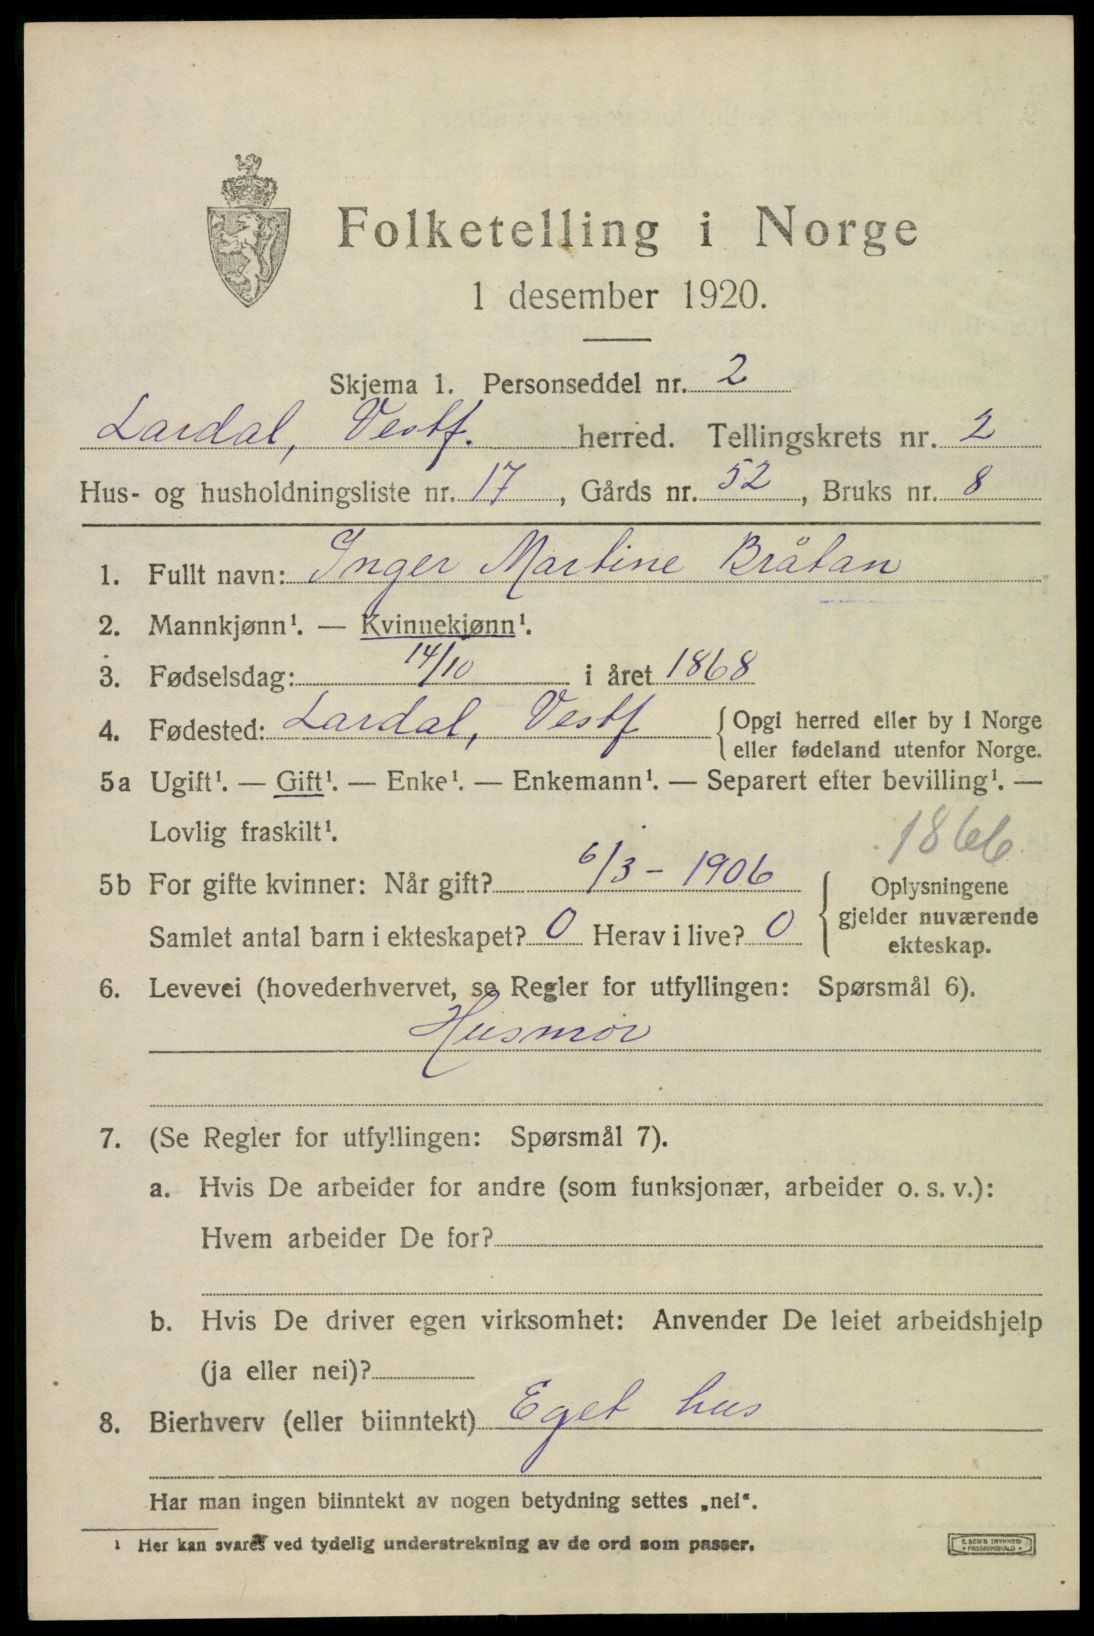 Folketelling i Norge
1 desember 1920.
Skjema 1. Personseddel nr. 2
Lardal, Vestf. herred. Tellingskrets nr. 2
Hus- og husholdningsliste nr. 17, Gårds nr. 52, Bruks nr. 8
1. Fullt navn: Inger Martine Bråtan
2. Mannkjønn¹. — Kvinnekjønn¹.
3. Fødselsdag: 14/10 i året 1868
4. Fødested: Lardal, Vestf {Opgi herred eller by i Norge
eller fødeland utenfor Norge.
5a Ugift¹. — Gift¹. — Enke¹. — Enkemann¹. — Separert efter bevilling¹. —
Lovlig fraskilt¹.
1866
5b For gifte kvinner: Når gift? 6/3 - 1906 {Oplysningene
gjelder nuværende
Samlet antal barn i ekteskapet? 0 Herav i live? 0 ekteskap.
6. Levevei (hovederhvervet, se Regler for utfyllingen: Spørsmål 6).
Husmor
7. (Se Regler for utfyllingen: Spørsmål 7).
a. Hvis De arbeider for andre (som funksjonær, arbeider o. s. v.):
Hvem arbeider De for?
b. Hvis De driver egen virksomhet: Anvender De leiet arbeidshjelp
(ja eller nei)?
8. Bierhverv (eller biinntekt) Eget hus
Har man ingen biinntekt av nogen betydning settes „nei“.
¹ Her kan svares ved tydelig understrekning av de ord som passer.
E. SEM'S TRYKKERI
FREDRIKSHALD